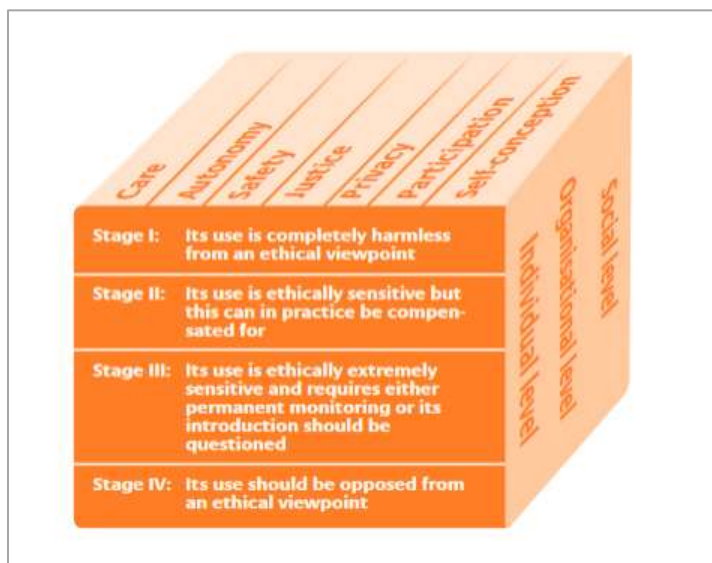 Care
Autonomy
Safety
Justice
Privacy
Participation
Self-conception
Stage I: Its use is completely harmless
from an ethical viewpoint
Stage II: Its use is ethically sensitive but
this can in practice be compen-
sated for
Stage III: Its use is ethically extremely
sensitive and requires either
permanent monitoring or its
introduction should be
questioned
Stage IV: Its use should be opposed from
an ethical viewpoint
Individual level
Organisational level
Social level